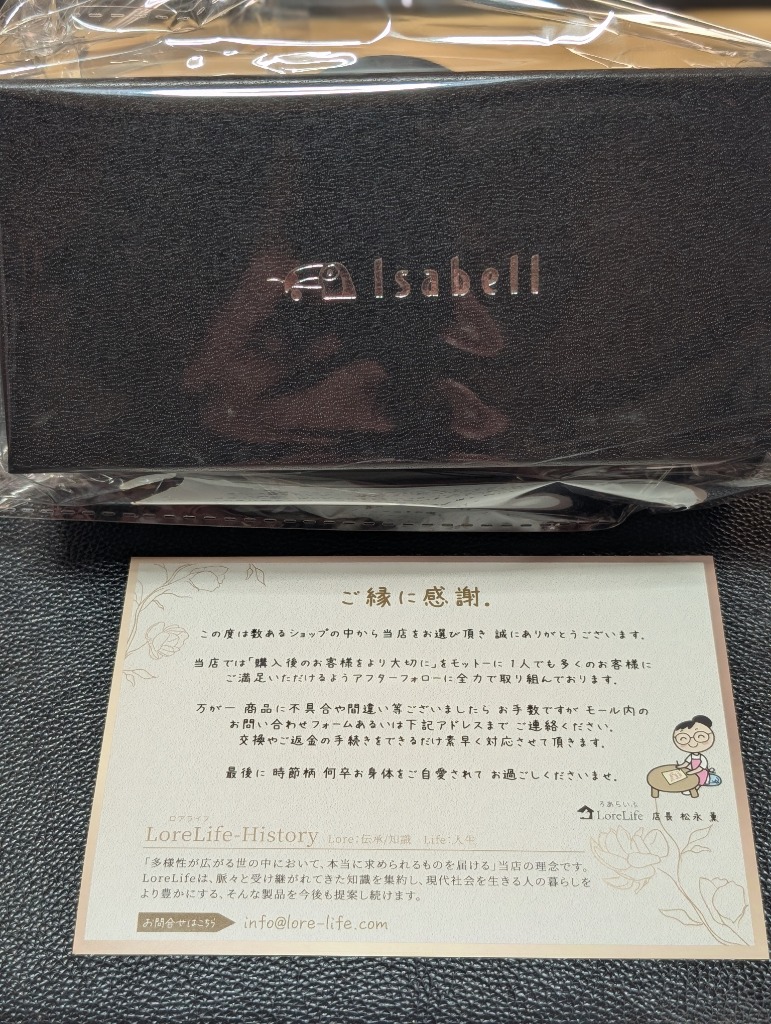 Isabell
ご縁に感謝.
この度は数あるショップの中から当店をお選び頂き 誠にありがとうございます.
当店では「購入後のお客様をより大切に」をモットーに 1人でも多くのお客様に
ご満足いただけるようアフターフォローに全力で取り組んでおります.
万が一 商品に不具合や間違い等ございましたら お手数ですが モール内の
お問い合わせフォームあるいは下記アドレスまで ご連絡ください.
交換やご返金の手続きをできるだけ素早く対応させて頂きます.
最後に 時節柄 何卒お身体をご自愛されて お過ごしくださいませ.
ろあらいふ
LoreLife 店長 松永 薫
ロアライフ
LoreLife-History Lore:伝承/知識 Life:人生
「多様性が広がる世の中において、本当に求められるものを届ける」当店の理念です。
LoreLifeは、脈々と受け継がれてきた知識を集約し、現代社会を生きる人の暮らしを
より豊かにする、そんな製品を今後も提案し続けます。
お問合せはこちら info@lore-life.com